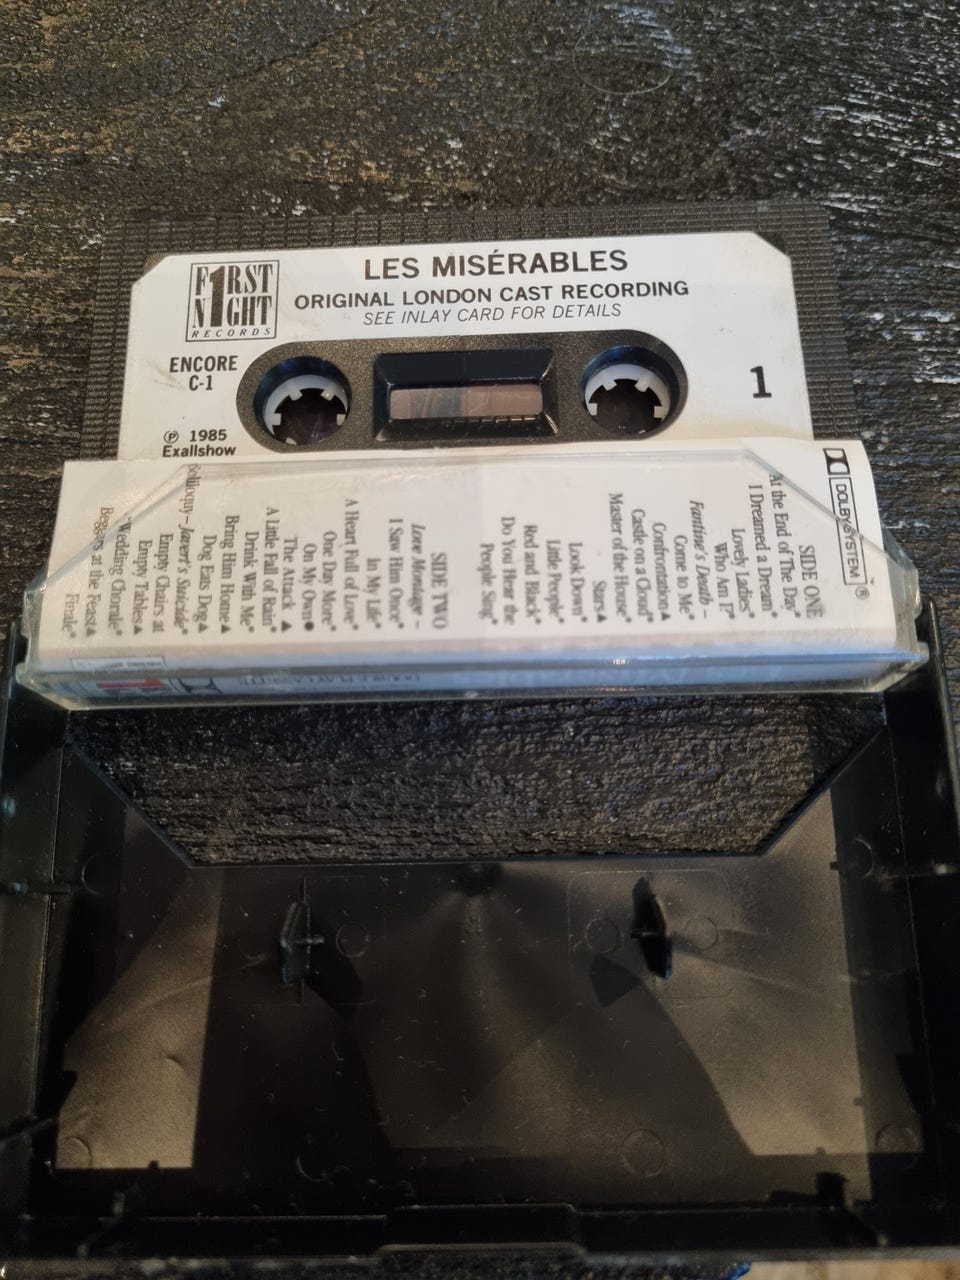 F1RST
N1GHT
RECORDS
LES MISÉRABLES
ORIGINAL LONDON CAST RECORDING
SEE INLAY CARD FOR DETAILS
ENCORE
C-1
1
℗ 1985
Exallshow
DOLBY SYSTEM ®
SIDE ONE
At the End of The Day*
I Dreamed a Dream*
Lovely Ladies*
Who Am I?*
Fantine's Death –
Come to Me*
Confrontation▲
Castle on a Cloud*
Master of the House*
Stars▲
Look Down*
Little People*
Red and Black*
Do You Hear the
People Sing*
SIDE TWO
Love Montage –
I Saw Him Once*
In My Life*
A Heart Full of Love*
One Day More*
On My Own●
The Attack▲
A Little Fall of Rain*
Drink With Me*
Bring Him Home▲
Dog Eats Dog▲
Soliloquy – Javert's Suicide*
Empty Chairs at
Empty Tables▲
Wedding Chorale*
Beggars at the Feast▲
Finale*